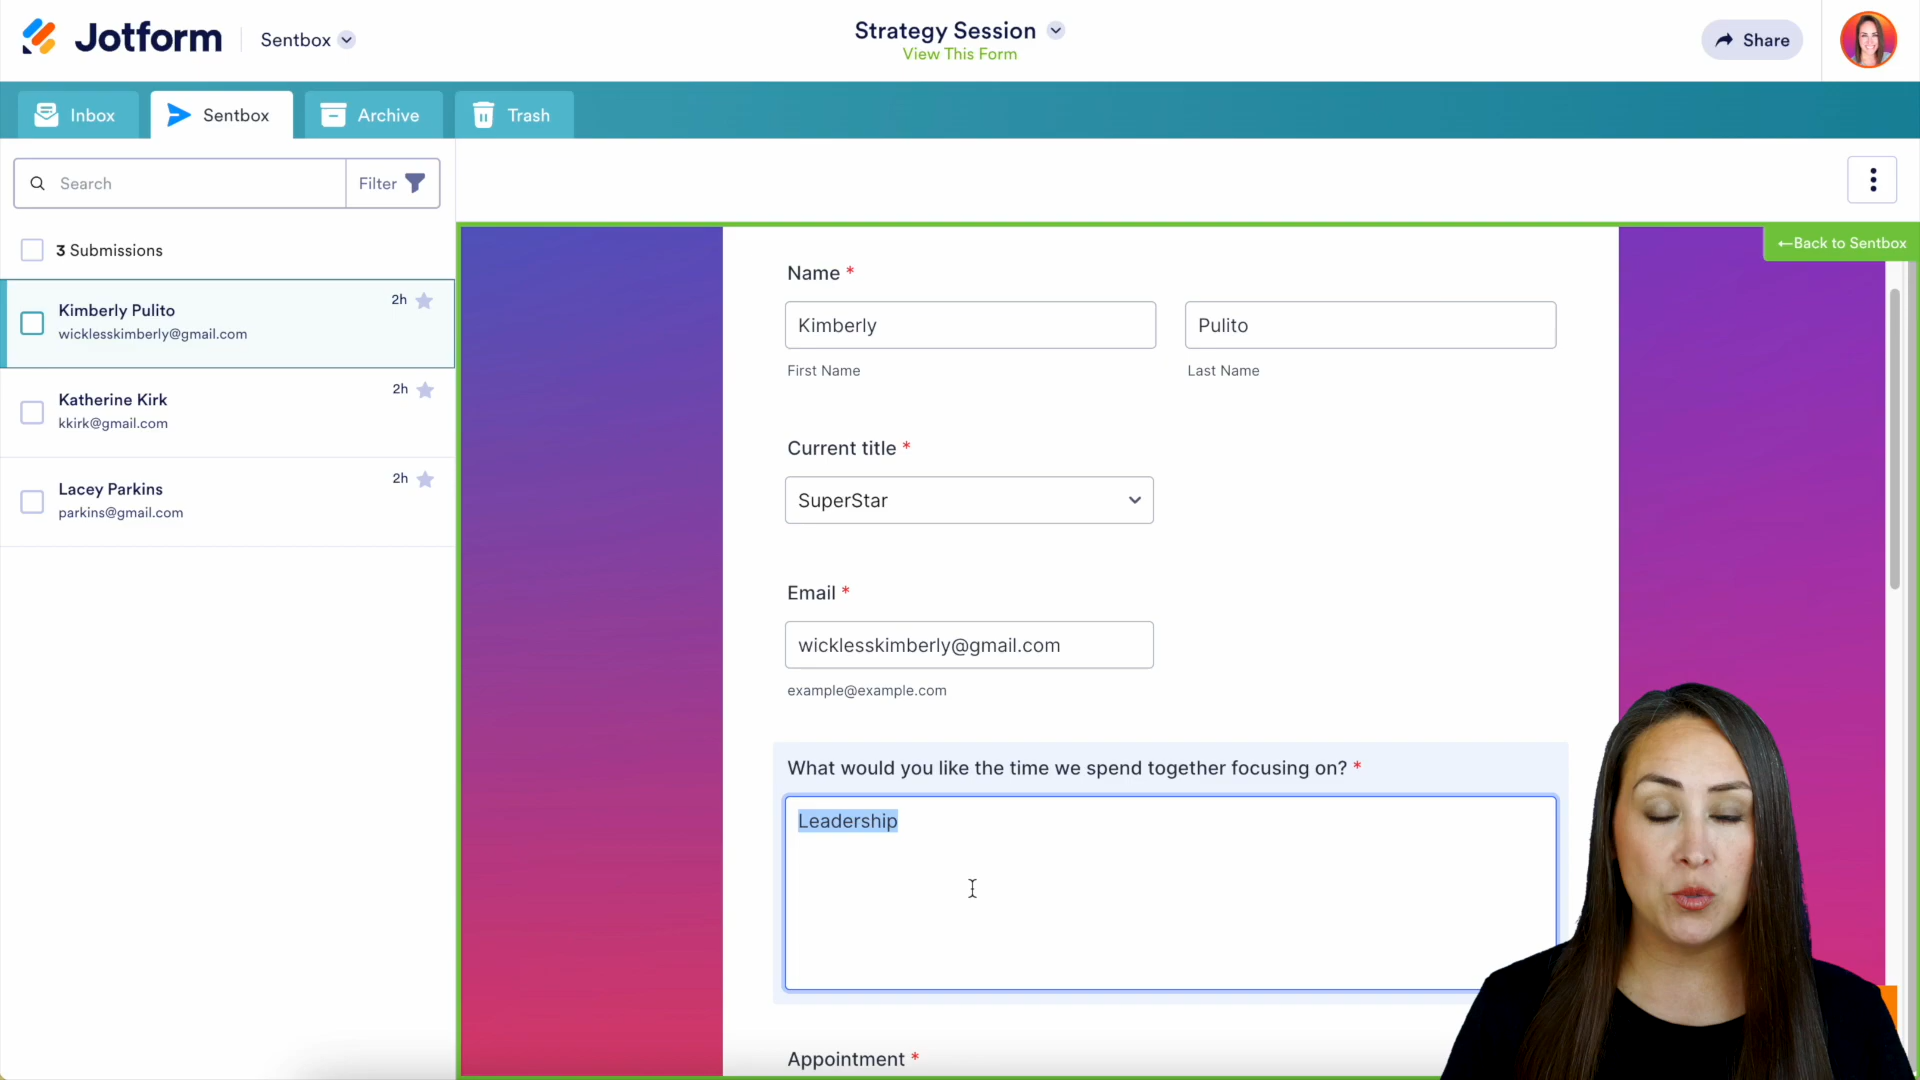 Jotform
Sentbox
Strategy Session
View This Form
Share
Inbox
Sentbox
Archive
Trash
Search
Filter
3 Submissions
Kimberly Pulito
2h
wicklesskimberly@gmail.com
Katherine Kirk
2h
kkirk@gmail.com
Lacey Parkins
2h
parkins@gmail.com
←Back to Sentbox
Name *
Kimberly
Pulito
First Name
Last Name
Current title *
SuperStar
Email *
wicklesskimberly@gmail.com
example@example.com
What would you like the time we spend together focusing on? *
Leadership
Appointment *